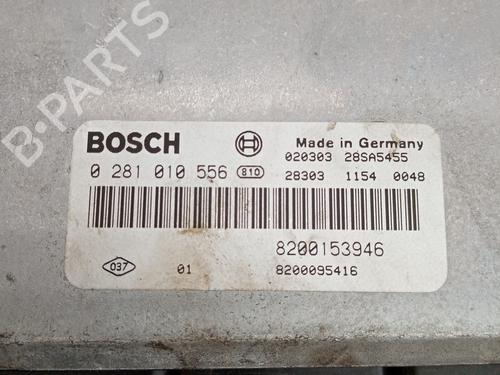 B-PARTS
BOSCH
Made in Germany
020303 28SA5455
0 281 010 556 810
28303 1154 0048
8200153946
037 01 8200095416